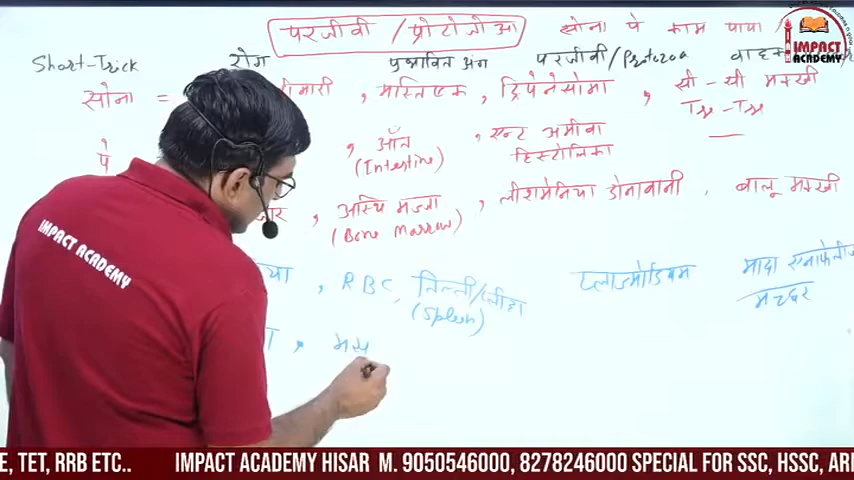 परजीवी / प्रोटोजोआ सोना पे काम पाया /
IMPACT ACADEMY
Short-Trick रोग प्रभावित अंग परजीवी / Protozoa वाहक
सोना = मारी , मस्तिष्क , ट्रिपेनेसोमा , सी - सी मक्खी
Tse - Tse
पे , आँत , एन्ट अमीबा
(Intestine) हिस्टोलिका
जार , अस्थि मज्जा , लीशमेनिया डोनावानी , बालू मक्खी
(Bone Marrow)
या , RBC, तिल्ली/प्लीहा प्लाज्मोडियम मादा एनाफेलीज
(Spleen) मच्छर
ा , मसू
IMPACT ACADEMY
E, TET, RRB ETC.. IMPACT ACADEMY HISAR M. 9050546000, 8278246000 SPECIAL FOR SSC, HSSC, ARI